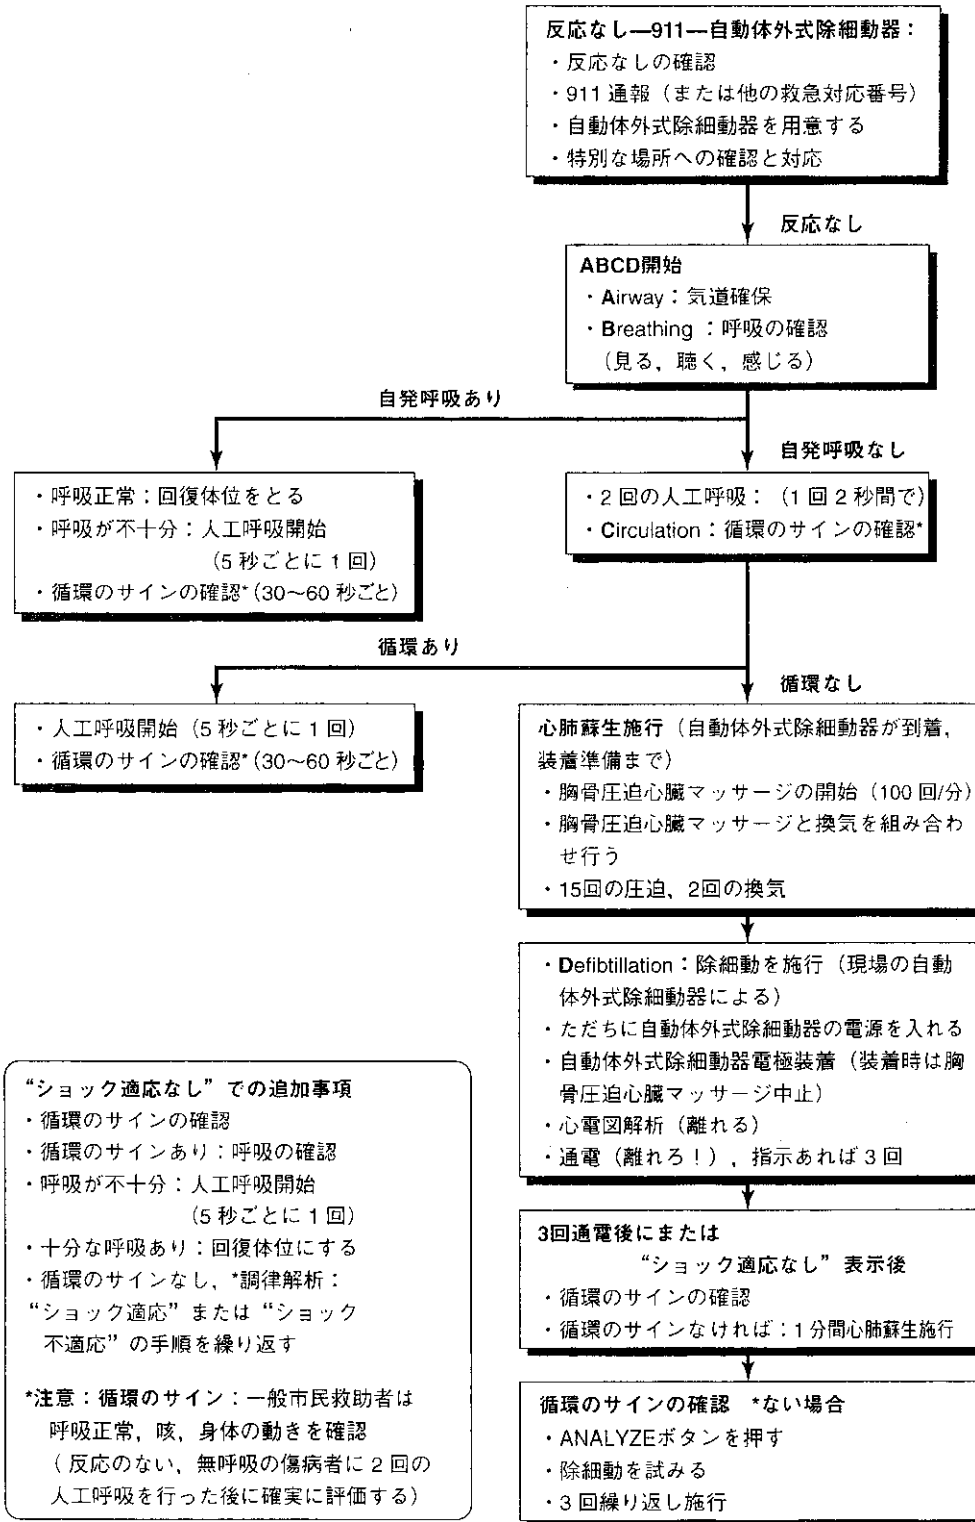 反応なし―911―自動体外式除細動器：
・反応なしの確認
・911 通報（または他の救急対応番号）
・自動体外式除細動器を用意する
・特別な場所への確認と対応
反応なし
ABCD開始
・Airway：気道確保
・Breathing：呼吸の確認
（見る，聴く，感じる）
自発呼吸あり
自発呼吸なし
・呼吸正常：回復体位をとる
・呼吸が不十分：人工呼吸開始
（5 秒ごとに 1 回）
・循環のサインの確認*（30～60 秒ごと）
・2 回の人工呼吸：（1 回 2 秒間で）
・Circulation：循環のサインの確認*
循環あり
循環なし
・人工呼吸開始（5 秒ごとに 1 回）
・循環のサインの確認*（30～60 秒ごと）
心肺蘇生施行（自動体外式除細動器が到着，
装着準備まで）
・胸骨圧迫心臓マッサージの開始（100 回/分）
・胸骨圧迫心臓マッサージと換気を組み合わ
せ行う
・15回の圧迫、2回の換気
・Defibtillation：除細動を施行（現場の自動
体外式除細動器による）
・ただちに自動体外式除細動器の電源を入れる
・自動体外式除細動器電極装着（装着時は胸
骨圧迫心臓マッサージ中止）
・心電図解析（離れる）
・通電（離れろ！），指示あれば 3 回
3回通電後にまたは
“ショック適応なし”表示後
・循環のサインの確認
・循環のサインなければ：1 分間心肺蘇生施行
循環のサインの確認　*ない場合
・ANALYZEボタンを押す
・除細動を試みる
・3 回繰り返し施行
“ショック適応なし”での追加事項
・循環のサインの確認
・循環のサインあり：呼吸の確認
・呼吸が不十分：人工呼吸開始
（5 秒ごとに 1 回）
・十分な呼吸あり：回復体位にする
・循環のサインなし，*調律解析：
“ショック適応”または“ショック
不適応”の手順を繰り返す
*注意：循環のサイン：一般市民救助者は
呼吸正常，咳，身体の動きを確認
（反応のない，無呼吸の傷病者に 2 回の
人工呼吸を行った後に確実に評価する）